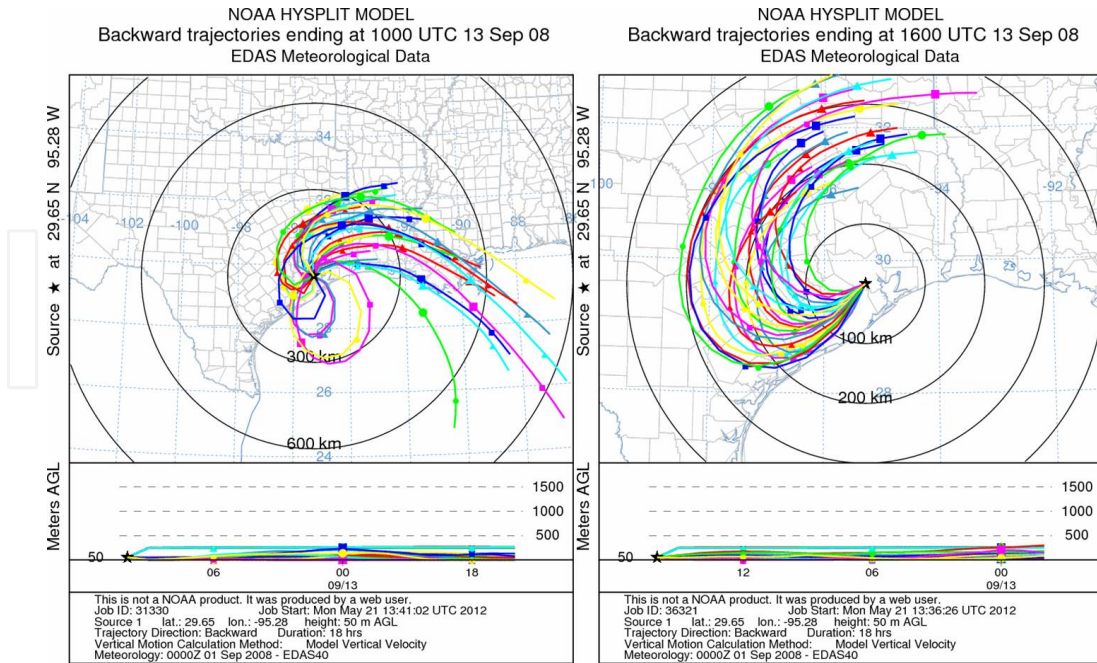 NOAA HYSPLIT MODEL
Backward trajectories ending at 1000 UTC 13 Sep 08
EDAS Meteorological Data
Source ★ at 29.65 N 95.28 W
-104
-100
-98
34
-90
88
86
28
26
24
300 km
600 km
Meters AGL
1500
1000
500
50
06
00
18
09/13
This is not a NOAA product. It was produced by a web user.
Job ID: 31330 Job Start: Mon May 21 13:41:02 UTC 2012
Source 1 lat.: 29.65 lon.: -95.28 height: 50 m AGL
Trajectory Direction: Backward Duration: 18 hrs
Vertical Motion Calculation Method: Model Vertical Velocity
Meteorology: 0000Z 01 Sep 2008 - EDAS40
NOAA HYSPLIT MODEL
Backward trajectories ending at 1600 UTC 13 Sep 08
EDAS Meteorological Data
Source ★ at 29.65 N 95.28 W
-100
32
-92
30
28
100 km
200 km
Meters AGL
1500
1000
500
50
12
06
00
09/13
This is not a NOAA product. It was produced by a web user.
Job ID: 36321 Job Start: Mon May 21 13:36:26 UTC 2012
Source 1 lat.: 29.65 lon.: -95.28 height: 50 m AGL
Trajectory Direction: Backward Duration: 18 hrs
Vertical Motion Calculation Method: Model Vertical Velocity
Meteorology: 0000Z 01 Sep 2008 - EDAS40